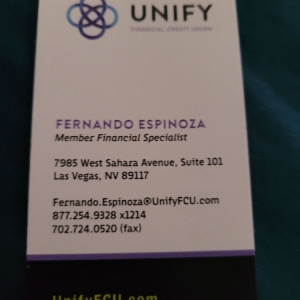 UNIFY
FINANCIAL CREDIT UNION
FERNANDO ESPINOZA
Member Financial Specialist
7985 West Sahara Avenue, Suite 101
Las Vegas, NV 89117
Fernando.Espinoza@UnifyFCU.com
877.254.9328 x1214
702.724.0520 (fax)
UnifyFCU.com